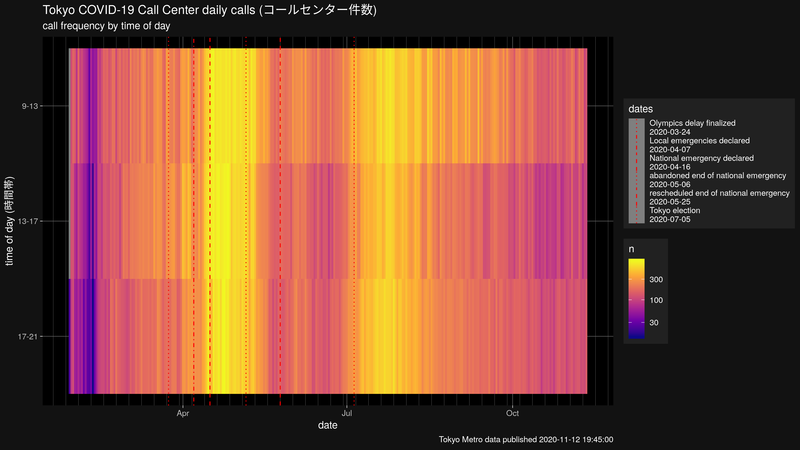 Tokyo COVID-19 Call Center daily calls (コールセンター件数)
call frequency by time of day
time of day (時間帯)
9-13
13-17
17-21
Apr
Jul
Oct
date
dates
Olympics delay finalized
2020-03-24
Local emergencies declared
2020-04-07
National emergency declared
2020-04-16
abandoned end of national emergency
2020-05-06
rescheduled end of national emergency
2020-05-25
Tokyo election
2020-07-05
n
300
100
30
Tokyo Metro data published 2020-11-12 19:45:00